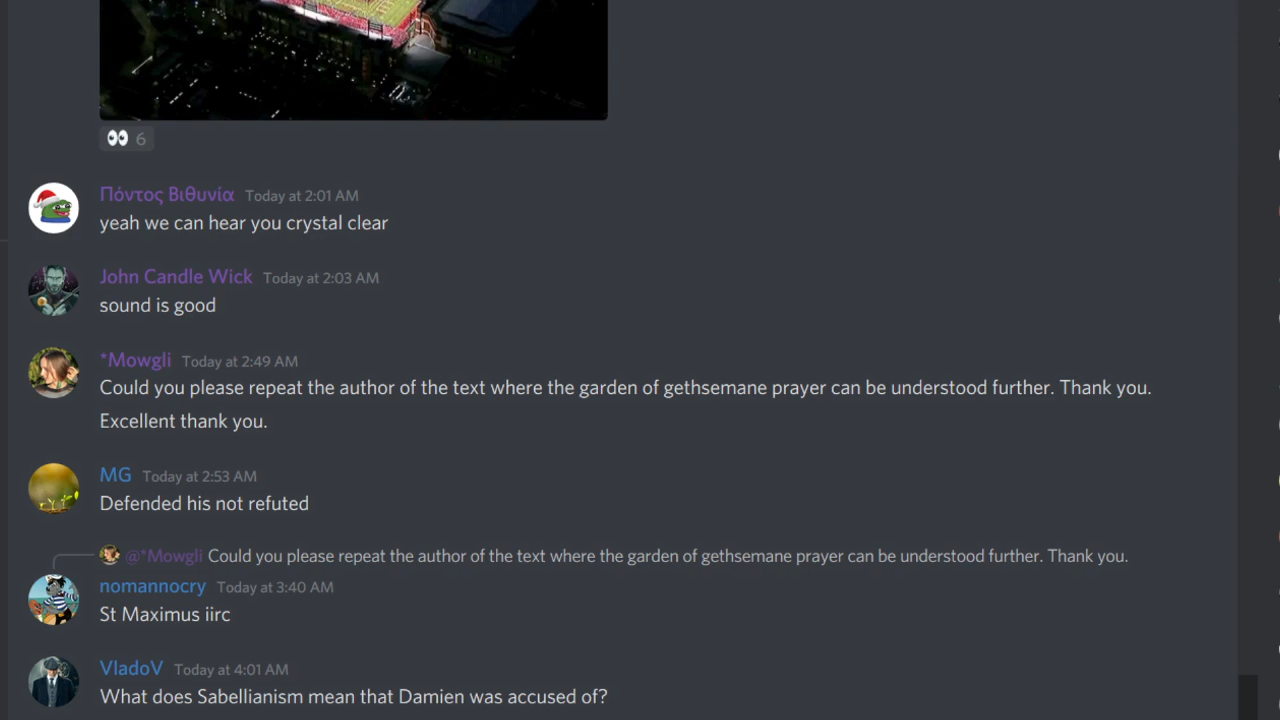 6
Πόντος Βιθυνία Today at 2:01 AM
yeah we can hear you crystal clear
John Candle Wick Today at 2:03 AM
sound is good
*Mowgli Today at 2:49 AM
Could you please repeat the author of the text where the garden of gethsemane prayer can be understood further. Thank you.
Excellent thank you.
MG Today at 2:53 AM
Defended his not refuted
@*Mowgli Could you please repeat the author of the text where the garden of gethsemane prayer can be understood further. Thank you.
nomannocry Today at 3:40 AM
St Maximus iirc
VladoV Today at 4:01 AM
What does Sabellianism mean that Damien was accused of?